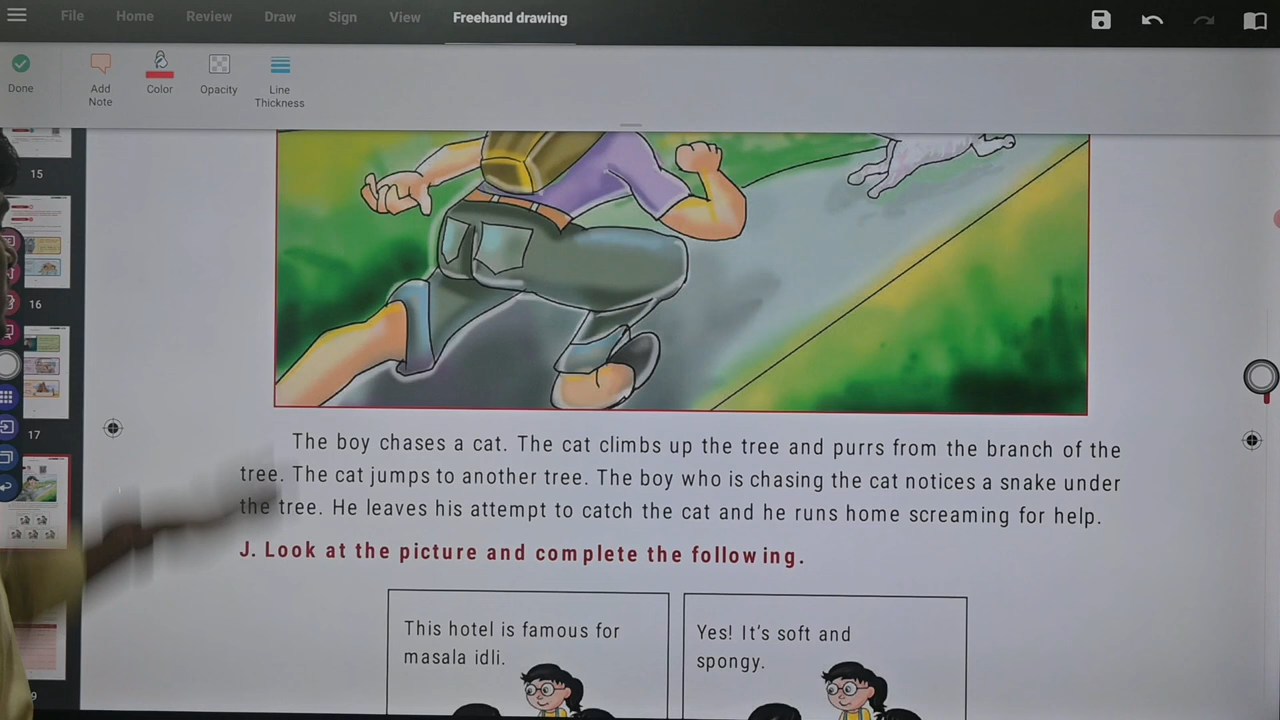 File Home Review Draw Sign View Freehand drawing
Done Add Note Color Opacity Line Thickness
15
16
17
The boy chases a cat. The cat climbs up the tree and purrs from the branch of the
tree. The cat jumps to another tree. The boy who is chasing the cat notices a snake under
the tree. He leaves his attempt to catch the cat and he runs home screaming for help.
J. Look at the picture and complete the following.
This hotel is famous for
masala idli.
Yes! It's soft and
spongy.